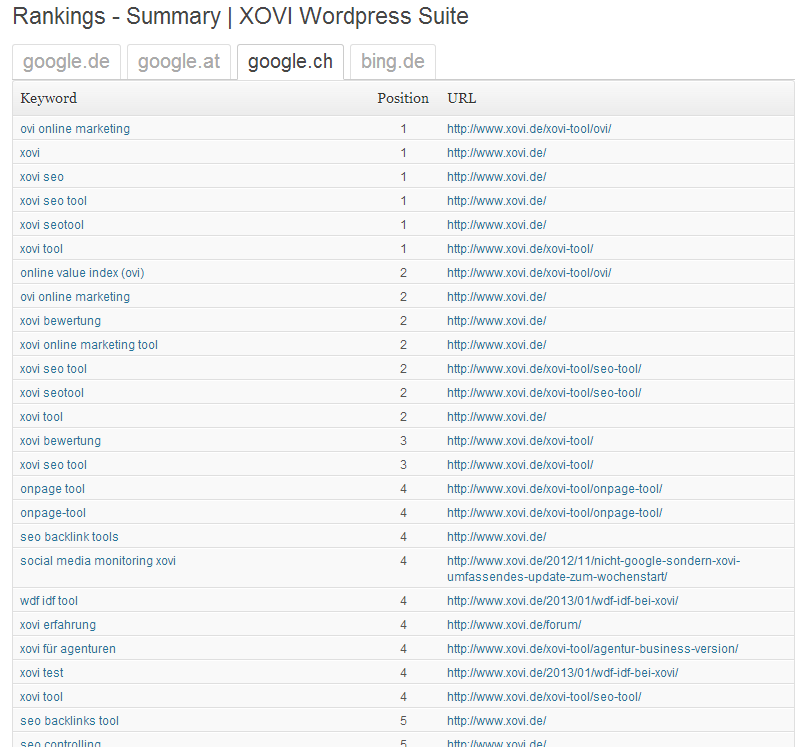 Rankings - Summary | XOVI Wordpress Suite
google.de google.at google.ch bing.de
Keyword Position URL
ovi online marketing 1 http://www.xovi.de/xovi-tool/ovi/
xovi 1 http://www.xovi.de/
xovi seo 1 http://www.xovi.de/
xovi seo tool 1 http://www.xovi.de/
xovi seotool 1 http://www.xovi.de/
xovi tool 1 http://www.xovi.de/xovi-tool/
online value index (ovi) 2 http://www.xovi.de/xovi-tool/ovi/
ovi online marketing 2 http://www.xovi.de/
xovi bewertung 2 http://www.xovi.de/
xovi online marketing tool 2 http://www.xovi.de/
xovi seo tool 2 http://www.xovi.de/xovi-tool/seo-tool/
xovi seotool 2 http://www.xovi.de/xovi-tool/seo-tool/
xovi tool 2 http://www.xovi.de/
xovi bewertung 3 http://www.xovi.de/xovi-tool/
xovi seo tool 3 http://www.xovi.de/xovi-tool/
onpage tool 4 http://www.xovi.de/xovi-tool/onpage-tool/
onpage-tool 4 http://www.xovi.de/xovi-tool/onpage-tool/
seo backlink tools 4 http://www.xovi.de/
social media monitoring xovi 4 http://www.xovi.de/2012/11/nicht-google-sondern-xovi-
umfassendes-update-zum-wochenstart/
wdf idf tool 4 http://www.xovi.de/2013/01/wdf-idf-bei-xovi/
xovi erfahrung 4 http://www.xovi.de/forum/
xovi für agenturen 4 http://www.xovi.de/xovi-tool/agentur-business-version/
xovi test 4 http://www.xovi.de/2013/01/wdf-idf-bei-xovi/
xovi tool 4 http://www.xovi.de/xovi-tool/seo-tool/
seo backlinks tool 5 http://www.xovi.de/
seo controlling 5 http://www.xovi.de/